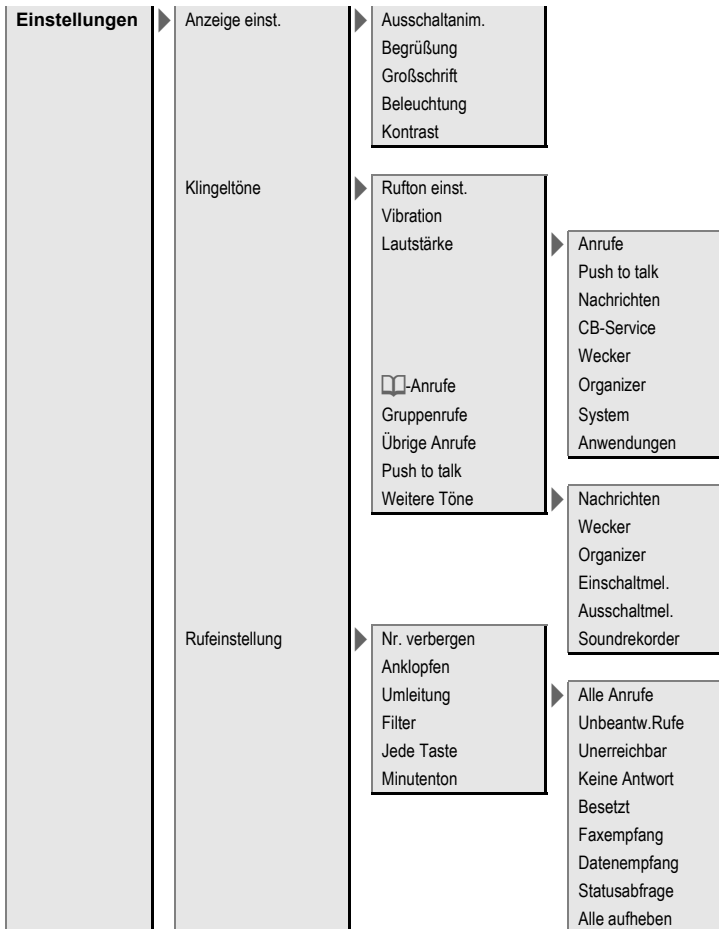 Einstellungen
Anzeige einst.
Ausschaltanim.
Begrüßung
Großschrift
Beleuchtung
Kontrast
Klingeltöne
Rufton einst.
Vibration
Lautstärke
Anrufe
Push to talk
Nachrichten
CB-Service
Wecker
Organizer
System
Anwendungen
-Anrufe
Gruppenrufe
Übrige Anrufe
Push to talk
Weitere Töne
Nachrichten
Wecker
Organizer
Einschaltmel.
Ausschaltmel.
Soundrekorder
Rufeinstellung
Nr. verbergen
Anklopfen
Umleitung
Alle Anrufe
Unbeantw.Rufe
Unerreichbar
Keine Antwort
Besetzt
Faxempfang
Datenempfang
Statusabfrage
Alle aufheben
Filter
Jede Taste
Minutenton